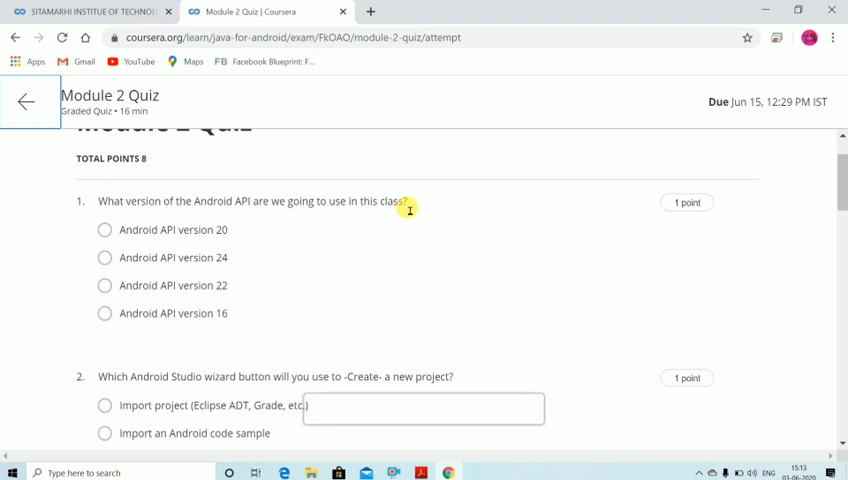 SITAMARHI INSTITUE OF TECHNOL
Module 2 Quiz | Coursera
coursera.org/learn/java-for-android/exam/FkOAO/module-2-quiz/attempt
Apps
Gmail
YouTube
Maps
FB Facebook Blueprint: F...
Module 2 Quiz
Graded Quiz • 16 min
Due Jun 15, 12:29 PM IST
Module 2 Quiz
TOTAL POINTS 8
1. What version of the Android API are we going to use in this class?
1 point
Android API version 20
Android API version 24
Android API version 22
Android API version 16
2. Which Android Studio wizard button will you use to -Create- a new project?
1 point
Import project (Eclipse ADT, Grade, etc.)
Import an Android code sample
Type here to search
ENG
15:13
03-06-2020